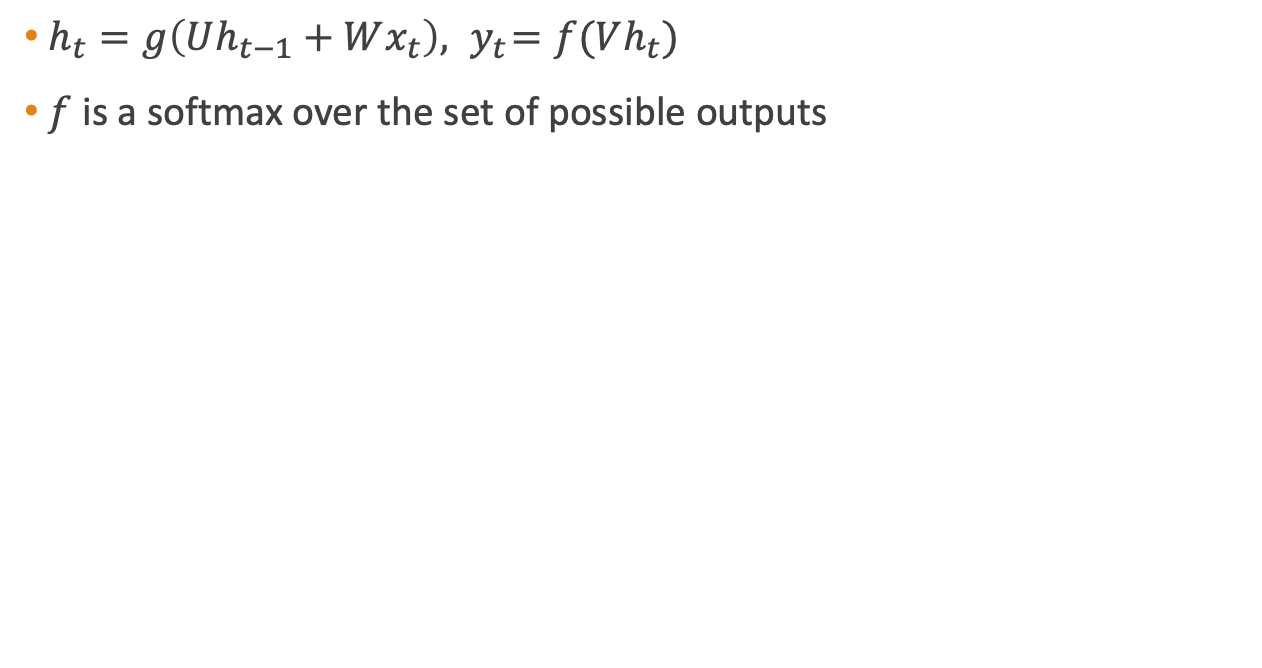 • ℎₜ = 𝑔(𝑈ℎₜ₋₁ + 𝑊𝑥ₜ), 𝑦ₜ = 𝑓(𝑉ℎₜ)
• 𝑓 is a softmax over the set of possible outputs